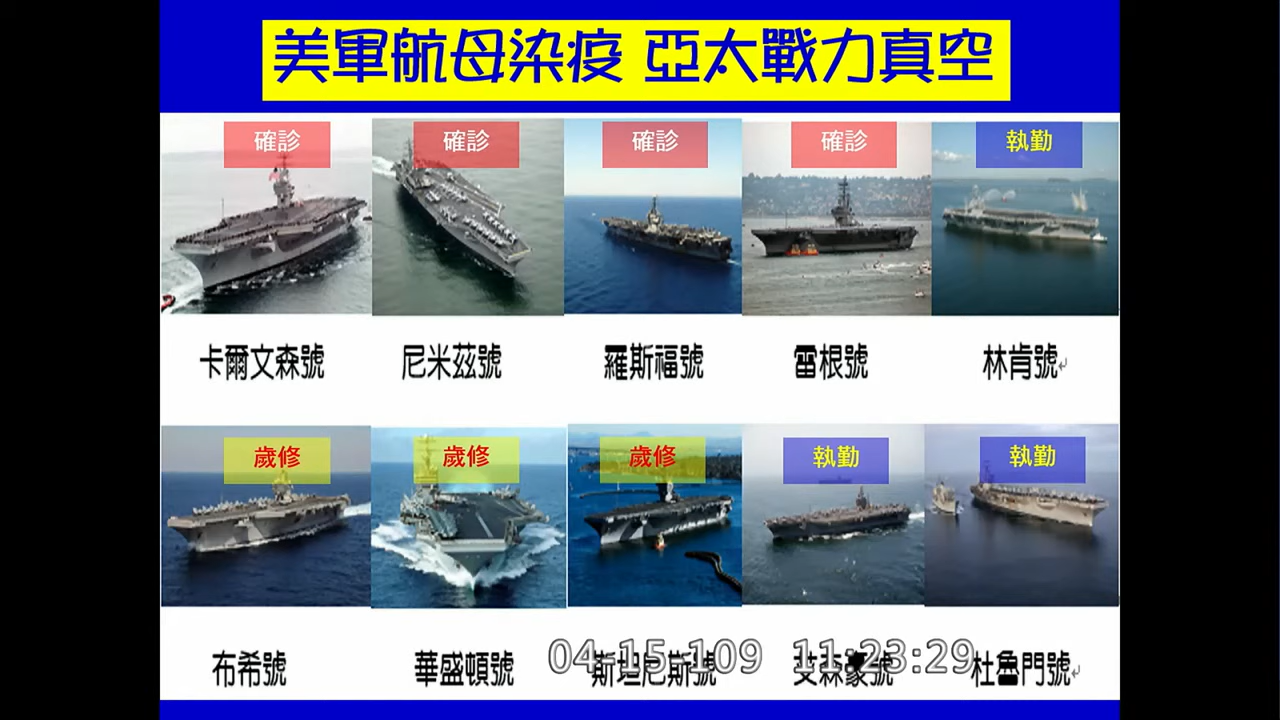 美軍航母染疫 亞太戰力真空
確診 確診 確診 確診 執勤
卡爾文森號 尼米茲號 羅斯福號 雷根號 林肯號
歲修 歲修 歲修 執勤 執勤
布希號 華盛頓號 斯坦尼斯號 艾森豪號 杜魯門號
04-15-109 11:23:29